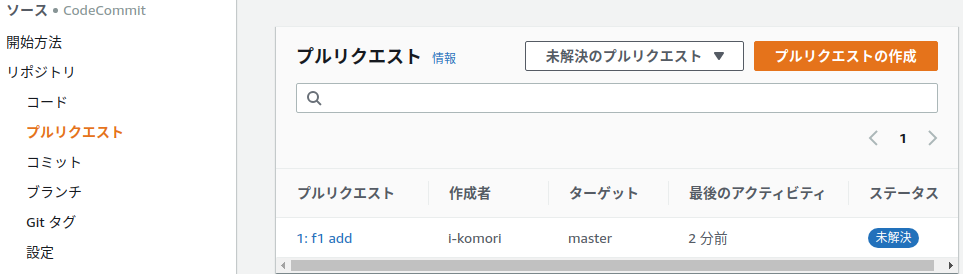 ソース • CodeCommit
開始方法
リポジトリ
コード
プルリクエスト
コミット
ブランチ
Git タグ
設定
プルリクエスト 情報 未解決のプルリクエスト ▼ プルリクエストの作成
1
プルリクエスト 作成者 ターゲット 最後のアクティビティ ステータス
1: f1 add i-komori master 2 分前 未解決